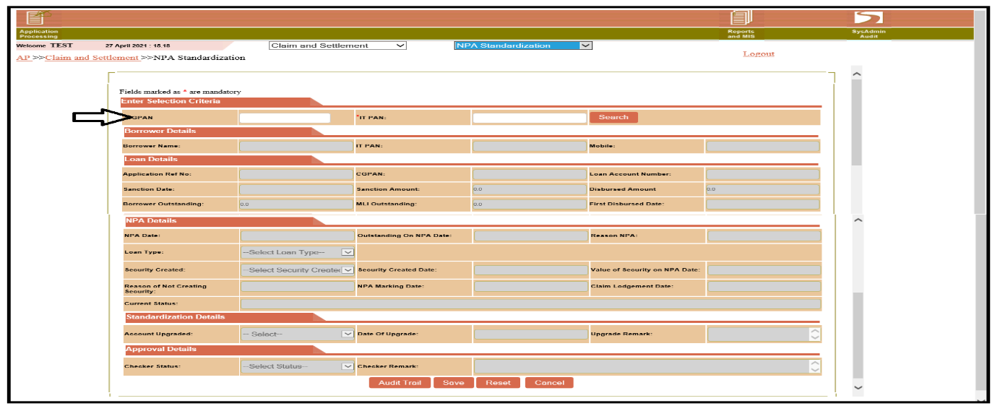 Application Processing
Reports and MIS
SysAdmin Audit
Welcome TEST 27 April 2021 : 15.18 Claim and Settlement NPA Standardization
AP >>Claim and Settlement >>NPA Standardization Logout
Fields marked as * are mandatory
Enter Selection Criteria
GPAN *IT PAN: Search
Borrower Details
Borrower Name: IT PAN: Mobile:
Loan Details
Application Ref No: CGPAN: Loan Account Number:
Sanction Date: Sanction Amount: 0.0 Disbursed Amount 0.0
Borrower Outstanding: 0.0 MLI Outstanding: 0.0 First Disbursed Date:
NPA Details
NPA Date: Outstanding On NPA Date: Reason NPA:
Loan Type: --Select Loan Type--
Security Created: --Select Security Created Security Created Date: Value of Security on NPA Date:
Reason of Not Creating Security: NPA Marking Date: Claim Lodgement Date:
Current Status:
Standardization Details
Account Upgraded: -- Select-- Date Of Upgrade: Upgrade Remark:
Approval Details
Checker Status: --Select Status-- Checker Remark:
Audit Trail Save Reset Cancel